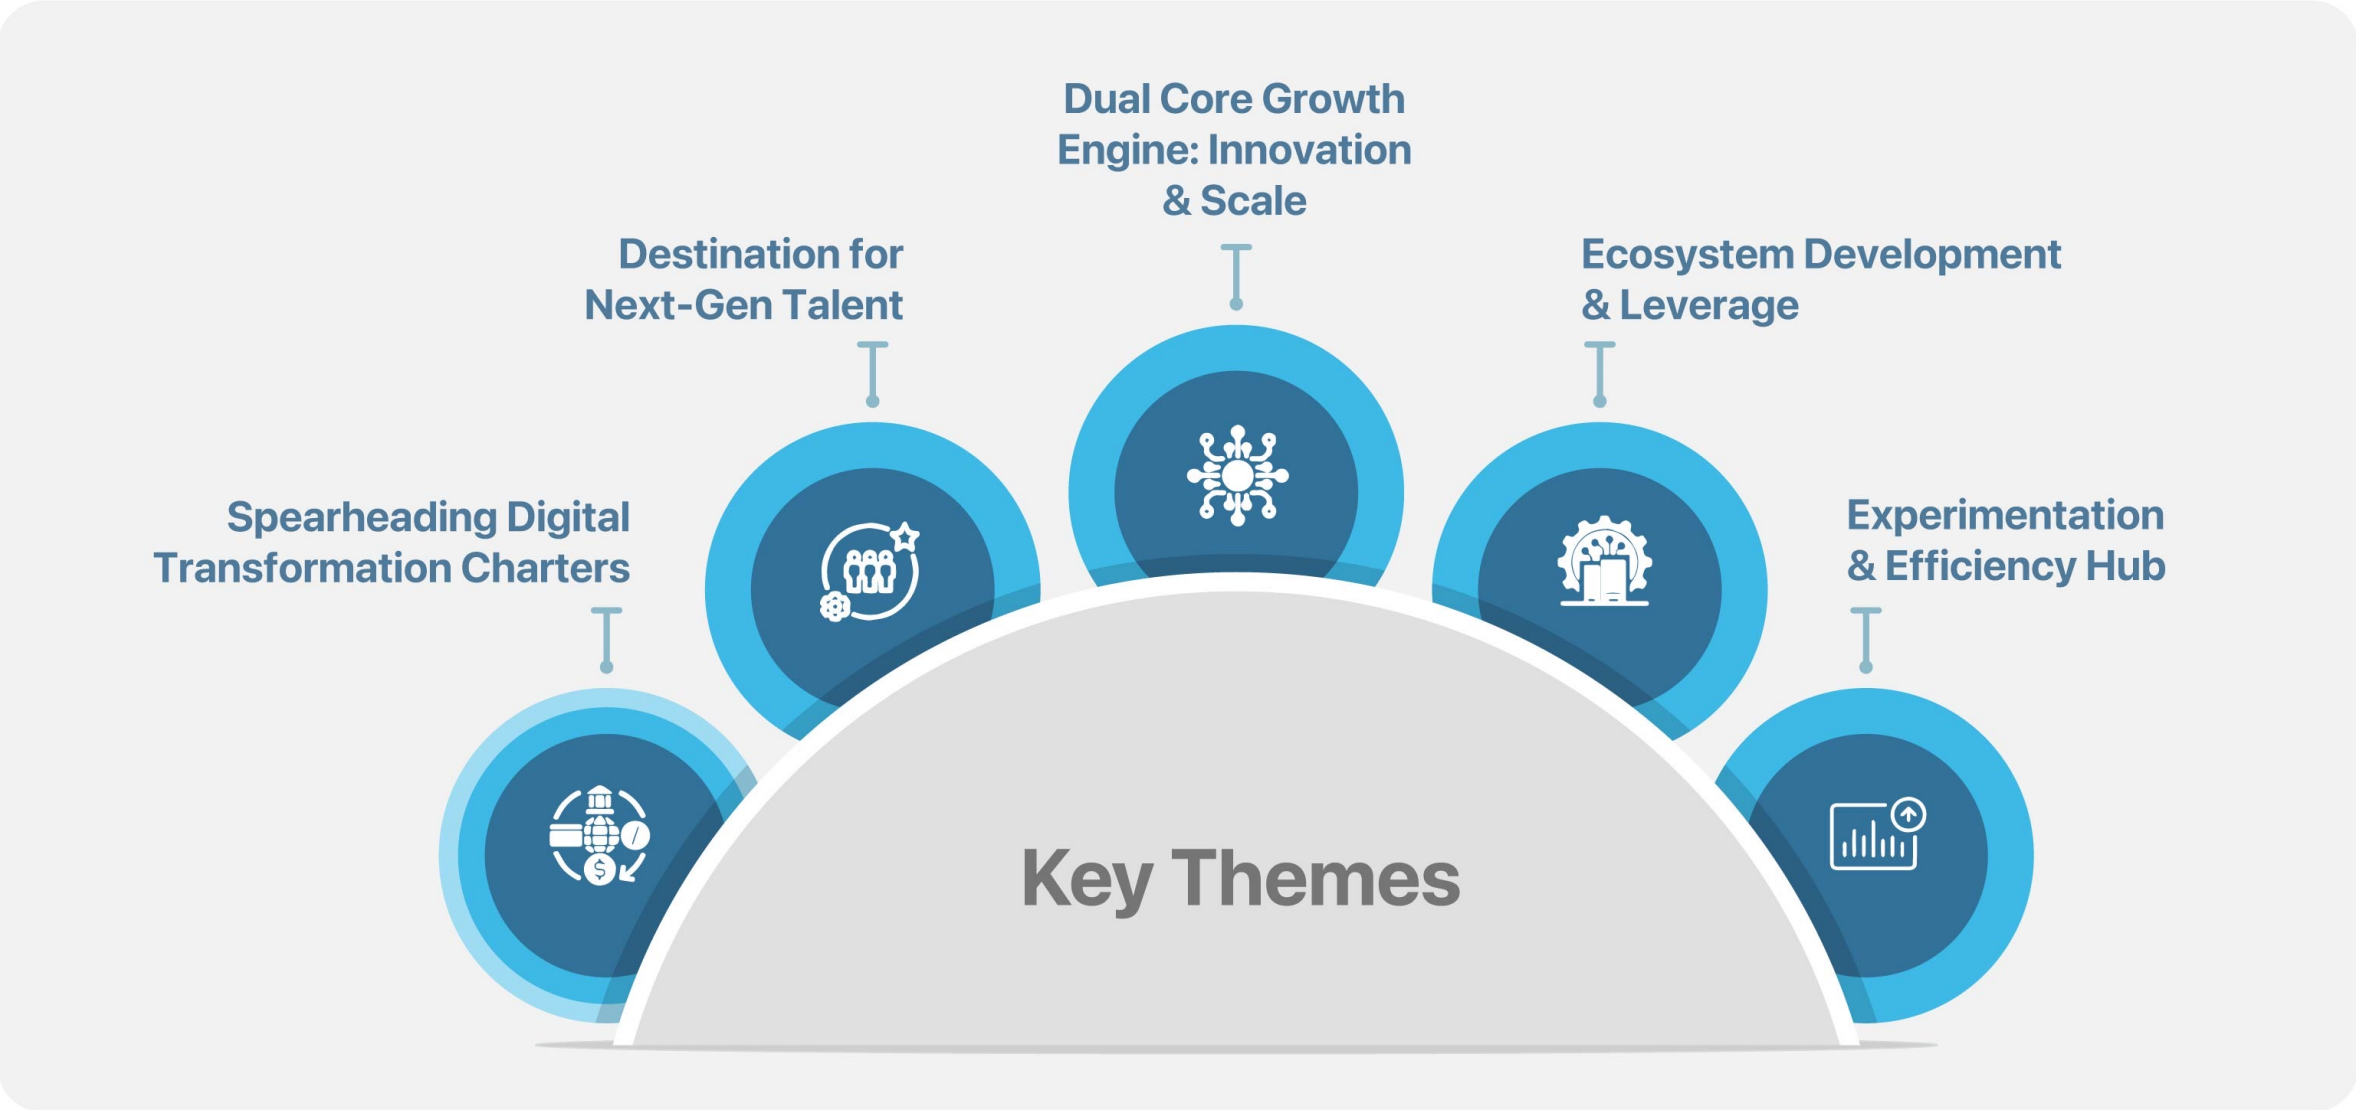 Dual Core Growth
Engine: Innovation
& Scale
Destination for
Next-Gen Talent
Ecosystem Development
& Leverage
Spearheading Digital
Transformation Charters
Experimentation
& Efficiency Hub
$
Key Themes